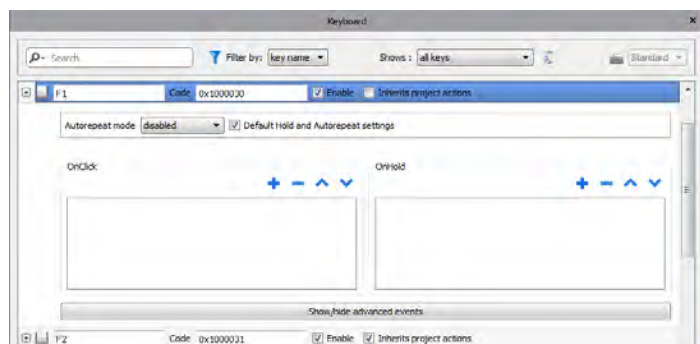 Keyboard x
Search Filter by: key name Shows : all keys Standard
F1 Code 0x1000030 Enable Inherits project actions
Autorepeat mode disabled Default Hold and Autorepeat settings
OnClick OnHold
Show/hide advanced events
F2 Code 0x1000031 Enable Inherits project actions